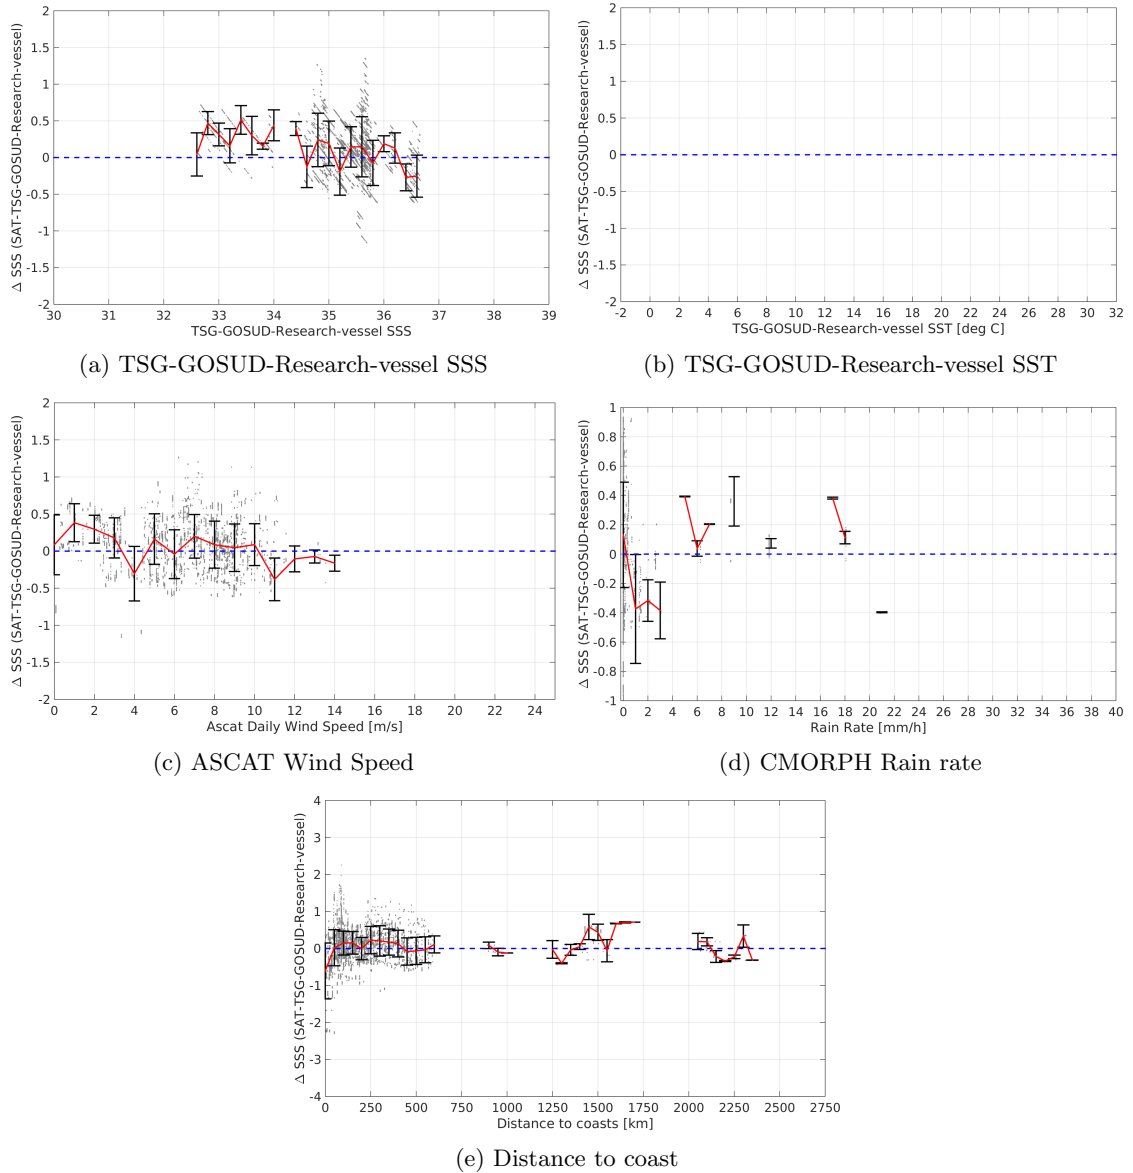 Δ SSS (SAT-TSG-GOSUD-Research-vessel)
2
1.5
1
0.5
0
-0.5
-1
-1.5
-2
30 31 32 33 34 35 36 37 38 39
TSG-GOSUD-Research-vessel SSS
(a) TSG-GOSUD-Research-vessel SSS
Δ SSS (SAT-TSG-GOSUD-Research-vessel)
2
1.5
1
0.5
0
-0.5
-1
-1.5
-2
-2 0 2 4 6 8 10 12 14 16 18 20 22 24 26 28 30 32
TSG-GOSUD-Research-vessel SST [deg C]
(b) TSG-GOSUD-Research-vessel SST
Δ SSS (SAT-TSG-GOSUD-Research-vessel)
2
1.5
1
0.5
0
-0.5
-1
-1.5
-2
0 2 4 6 8 10 12 14 16 18 20 22 24
Ascat Daily Wind Speed [m/s]
(c) ASCAT Wind Speed
Δ SSS (SAT-TSG-GOSUD-Research-vessel)
1
0.8
0.6
0.4
0.2
0
-0.2
-0.4
-0.6
-0.8
-1
0 2 4 6 8 10 12 14 16 18 20 22 24 26 28 30 32 34 36 38 40
Rain Rate [mm/h]
(d) CMORPH Rain rate
Δ SSS (SAT-TSG-GOSUD-Research-vessel)
4
3
2
1
0
-1
-2
-3
-4
0 250 500 750 1000 1250 1500 1750 2000 2250 2500 2750
Distance to coasts [km]
(e) Distance to coast